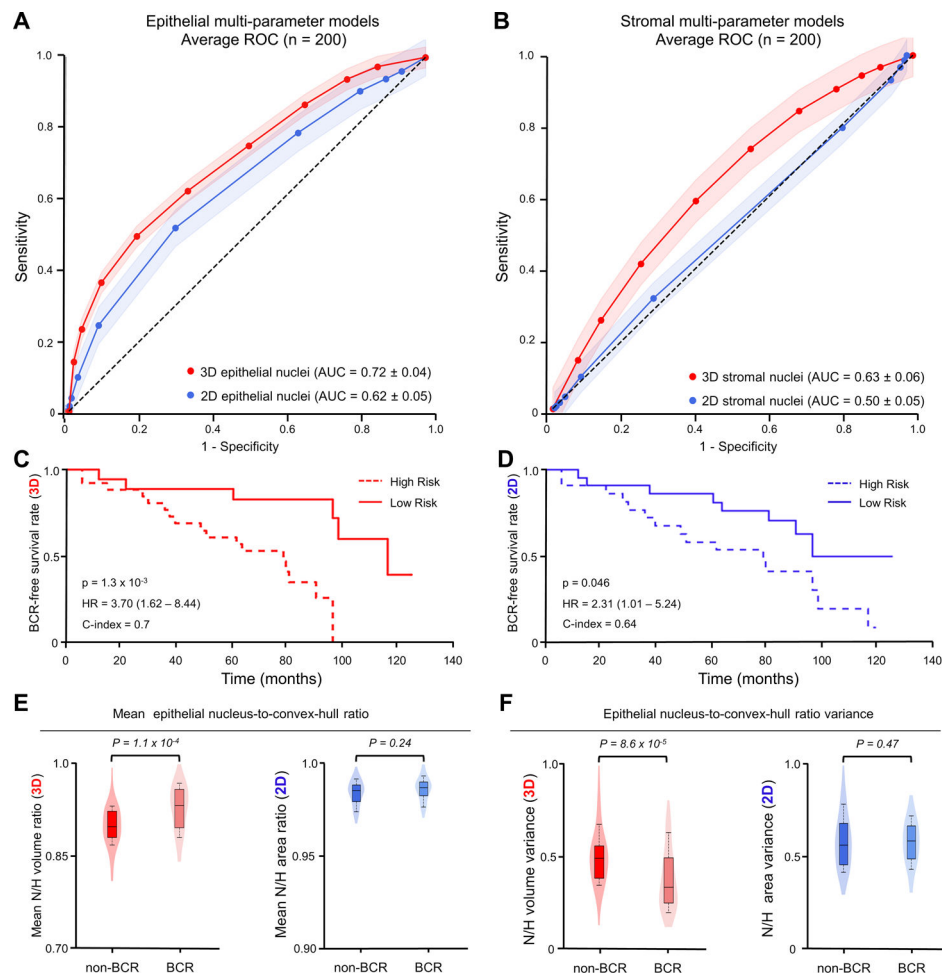 A
Epithelial multi-parameter models
Average ROC (n = 200)
Sensitivity
1.0
0.8
0.6
0.4
0.2
0
0
0.2
0.4
0.6
0.8
1.0
3D epithelial nuclei (AUC = 0.72 ± 0.04)
2D epithelial nuclei (AUC = 0.62 ± 0.05)
1 - Specificity
B
Stromal multi-parameter models
Average ROC (n = 200)
Sensitivity
1.0
0.8
0.6
0.4
0.2
0
0
0.2
0.4
0.6
0.8
1.0
3D stromal nuclei (AUC = 0.63 ± 0.06)
2D stromal nuclei (AUC = 0.50 ± 0.05)
1 - Specificity
C
BCR-free survival rate (3D)
1.0
0.5
0
High Risk
Low Risk
p = 1.3 x 10-3
HR = 3.70 (1.62 – 8.44)
C-index = 0.7
0
20
40
60
80
100
120
140
Time (months)
D
BCR-free survival rate (2D)
1.0
0.5
0
High Risk
Low Risk
p = 0.046
HR = 2.31 (1.01 – 5.24)
C-index = 0.64
0
20
40
60
80
100
120
140
Time (months)
E
Mean epithelial nucleus-to-convex-hull ratio
P = 1.1 x 10-4
Mean N/H volume ratio (3D)
1.0
0.85
0.70
non-BCR
BCR
P = 0.24
Mean N/H area ratio (2D)
1.0
0.95
0.90
non-BCR
BCR
F
Epithelial nucleus-to-convex-hull ratio variance
P = 8.6 x 10-5
N/H volume variance (3D)
1.0
0.5
0
non-BCR
BCR
P = 0.47
N/H area variance (2D)
1.0
0.5
0
non-BCR
BCR